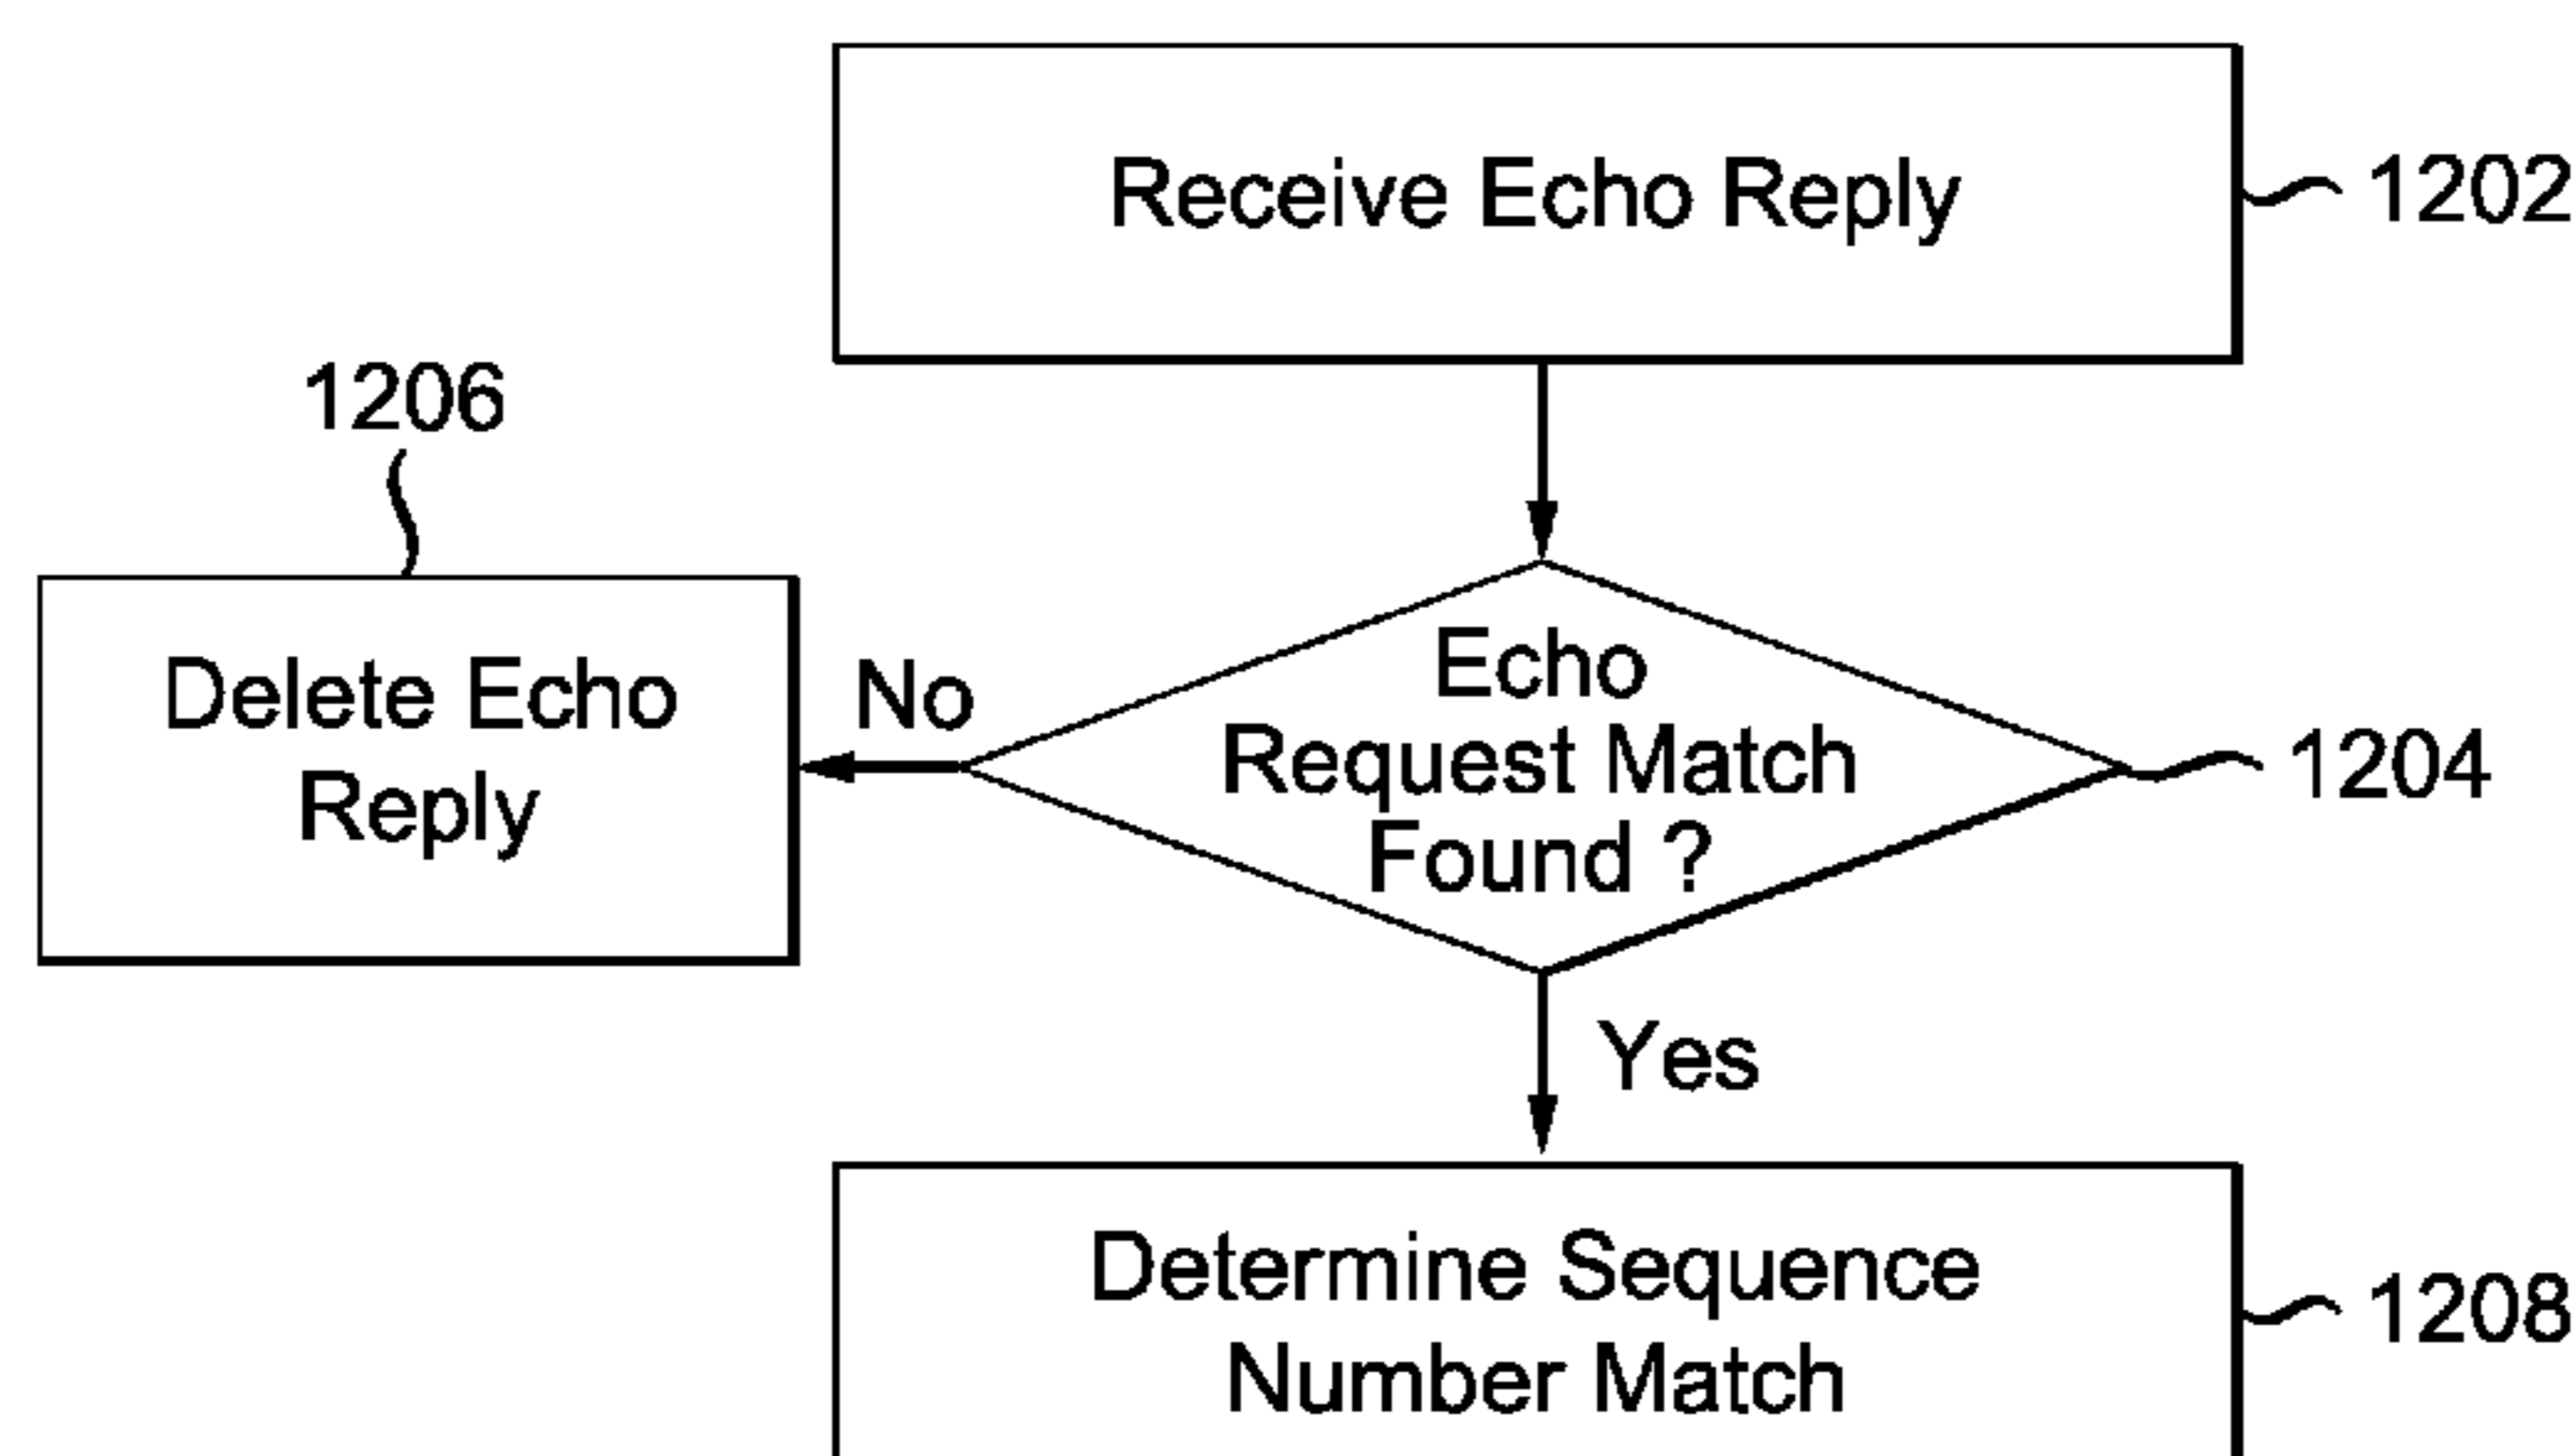 Receive Echo Reply
1202
1206
Delete Echo
Reply
No
Echo
Request Match
Found ?
1204
Yes
Determine Sequence
Number Match
1208